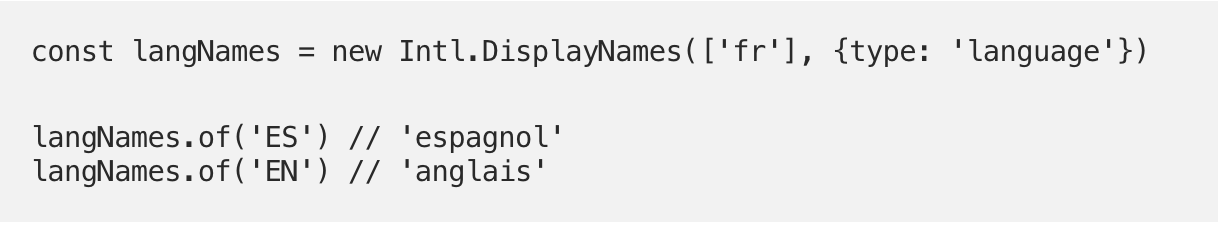 const langNames = new Intl.DisplayNames(['fr'], {type: 'language'})
langNames.of('ES') // 'espagnol'
langNames.of('EN') // 'anglais'